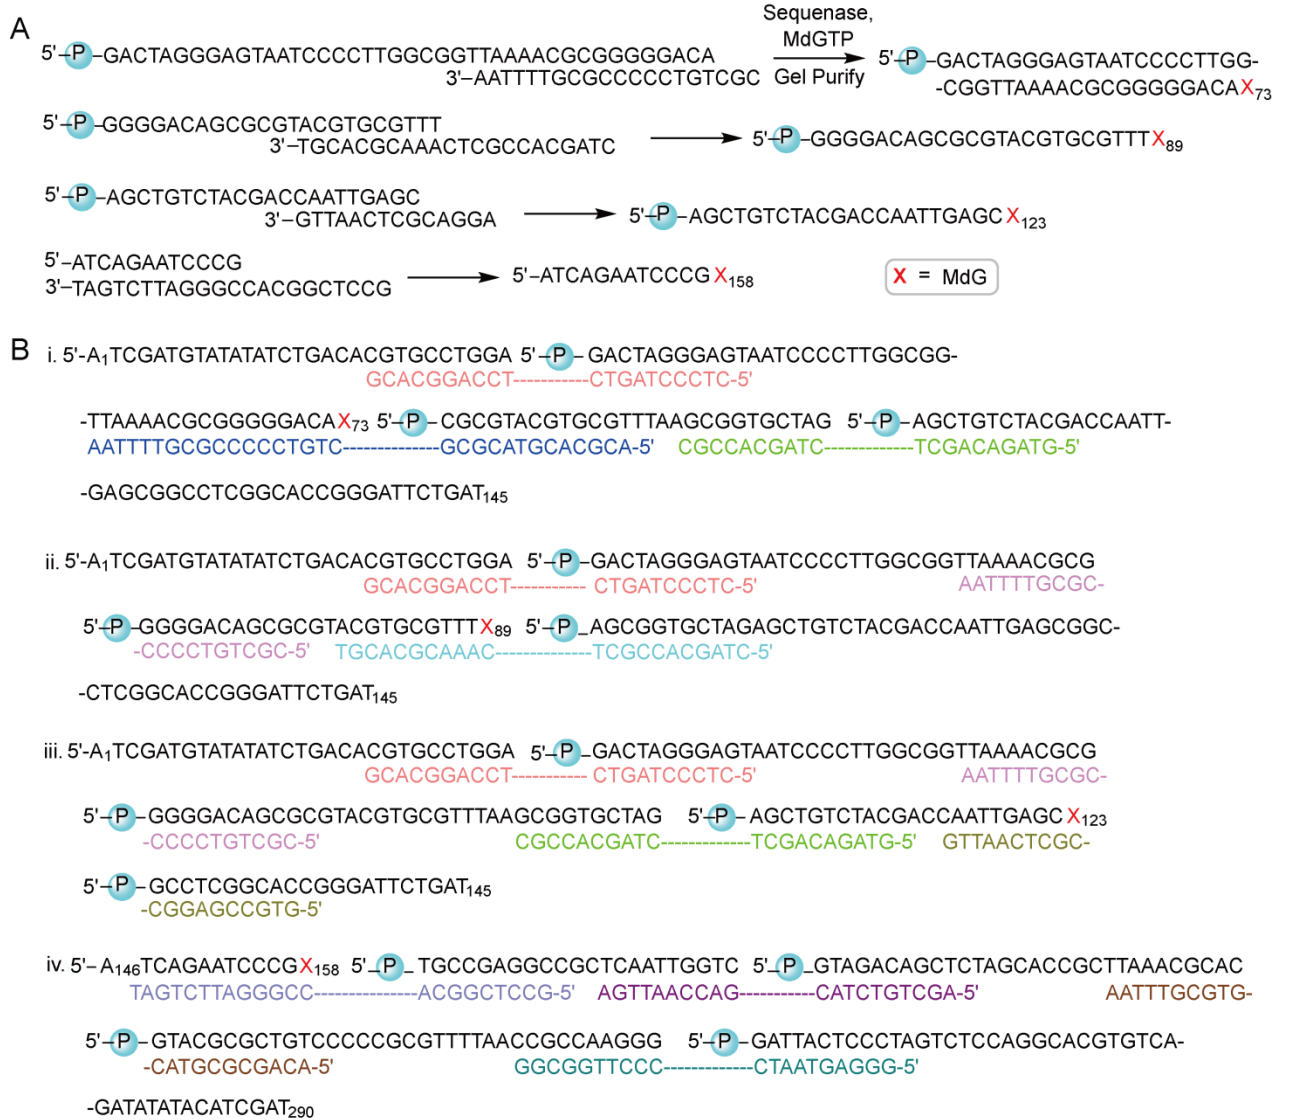 A
Sequenase,
MdGTP
Gel Purify
5'–P–GACTAGGGAGTAATCCCCTTGGCGGTTAAAACGCGGGGGACA
3'–AATTTTGCGCCCCCTGTCGC
5'–P–GACTAGGGAGTAATCCCCTTGG-
-CGGTTAAAACGCGGGGGACAX73
5'–P–GGGGACAGCGCGTACGTGCGTTT
3'–TGCACGCAAACTCGCCACGATC
5'–P–GGGGACAGCGCGTACGTGCGTTTX89
5'–P–AGCTGTCTACGACCAATTGAGC
3'–GTTAACTCGCAGGA
5'–P–AGCTGTCTACGACCAATTGAGCX123
5'-ATCAGAATCCCG
3'–TAGTCTTAGGGCCACGGCTCCG
5'–ATCAGAATCCCGX158
X = MdG
B
i. 5'-A1TCGATGTATATATCTGACACGTGCCTGGA 5'–P–GACTAGGGAGTAATCCCCTTGGCGG-
GCACGGACCT-----------CTGATCCCTC-5'
-TTAAAACGCGGGGGACAX73 5'–P–CGCGTACGTGCGTTTAAGCGGTGCTAG 5'–P–AGCTGTCTACGACCAATT-
AATTTTGCGCCCCCTGTC--------------GCGCATGCACGCA-5' CGCCACGATC-------------TCGACAGATG-5'
-GAGCGGCCTCGGCACCGGGATTCTGAT145
ii. 5'-A1TCGATGTATATATCTGACACGTGCCTGGA 5'–P–GACTAGGGAGTAATCCCCTTGGCGGTTAAAACGCG
GCACGGACCT----------- CTGATCCCTC-5' AATTTTGCGC-
5'–P–GGGGACAGCGCGTACGTGCGTTTX89 5'–P–AGCGGTGCTAGAGCTGTCTACGACCAATTGAGCGGC-
-CCCCTGTCGC-5' TGCACGCAAAC--------------TCGCCACGATC-5'
-CTCGGCACCGGGATTCTGAT145
iii. 5'-A1TCGATGTATATATCTGACACGTGCCTGGA 5'–P–GACTAGGGAGTAATCCCCTTGGCGGTTAAAACGCG
GCACGGACCT----------- CTGATCCCTC-5' AATTTTGCGC-
5'–P–GGGGACAGCGCGTACGTGCGTTTAAGCGGTGCTAG 5'–P–AGCTGTCTACGACCAATTGAGCX123
-CCCCTGTCGC-5' CGCCACGATC-------------TCGACAGATG-5' GTTAACTCGC-
5'–P–GCCTCGGCACCGGGATTCTGAT145
-CGGAGCCGTG-5'
iv. 5'–A146TCAGAATCCCGX158 5'–P–TGCCGAGGCCGCTCAATTGGTC 5'–P–GTAGACAGCTCTAGCACCGCTTAAACGCAC
TAGTCTTAGGGCC---------------ACGGCTCCG-5' AGTTAACCAG-----------CATCTGTCGA-5' AATTTGCGTG-
5'–P–GTACGCGCTGTCCCCCGCGTTTTAACCGCCAAGGG 5'–P–GATTACTCCCTAGTCTCCAGGCACGTGTCA-
-CATGCGCGACA-5' GGCGGTTCCC-------------CTAATGAGGG-5'
-GATATATACATCGAT290